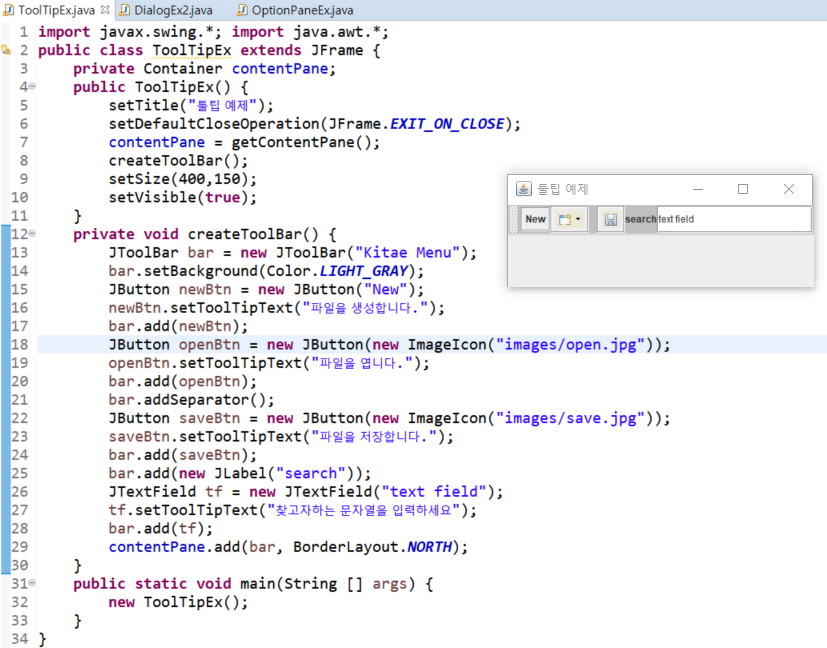 ToolTipEx.java DialogEx2.java OptionPaneEx.java
1 import javax.swing.*; import java.awt.*;
2 public class ToolTipEx extends JFrame {
3 private Container contentPane;
4 public ToolTipEx() {
5 setTitle("툴팁 예제");
6 setDefaultCloseOperation(JFrame.EXIT_ON_CLOSE);
7 contentPane = getContentPane();
8 createToolBar();
9 setSize(400,150);
10 setVisible(true);
11 }
12 private void createToolBar() {
13 JToolBar bar = new JToolBar("Kitae Menu");
14 bar.setBackground(Color.LIGHT_GRAY);
15 JButton newBtn = new JButton("New");
16 newBtn.setToolTipText("파일을 생성합니다.");
17 bar.add(newBtn);
18 JButton openBtn = new JButton(new ImageIcon("images/open.jpg"));
19 openBtn.setToolTipText("파일을 엽니다.");
20 bar.add(openBtn);
21 bar.addSeparator();
22 JButton saveBtn = new JButton(new ImageIcon("images/save.jpg"));
23 saveBtn.setToolTipText("파일을 저장합니다.");
24 bar.add(saveBtn);
25 bar.add(new JLabel("search"));
26 JTextField tf = new JTextField("text field");
27 tf.setToolTipText("찾고자하는 문자열을 입력하세요");
28 bar.add(tf);
29 contentPane.add(bar, BorderLayout.NORTH);
30 }
31 public static void main(String [] args) {
32 new ToolTipEx();
33 }
34 }
툴팁 예제
New search text field